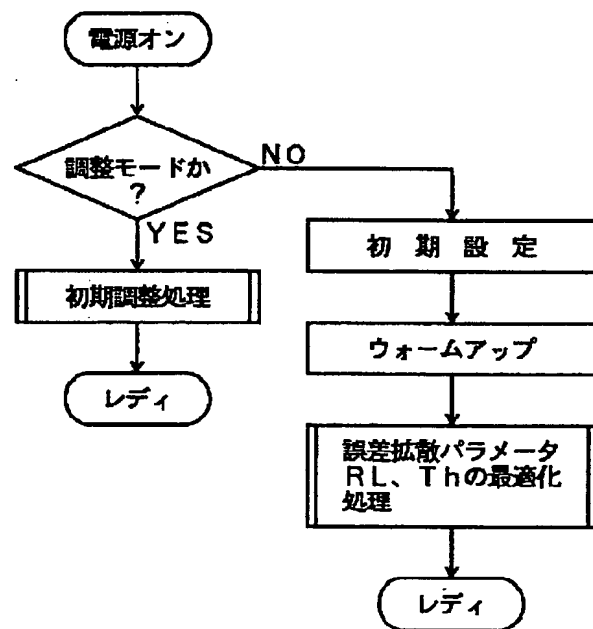 電源オン
調整モードか
?
NO
YES
初期調整処理
レディ
初期設定
ウォームアップ
誤差拡散パラメータ
RL、Thの最適化
処理
レディ